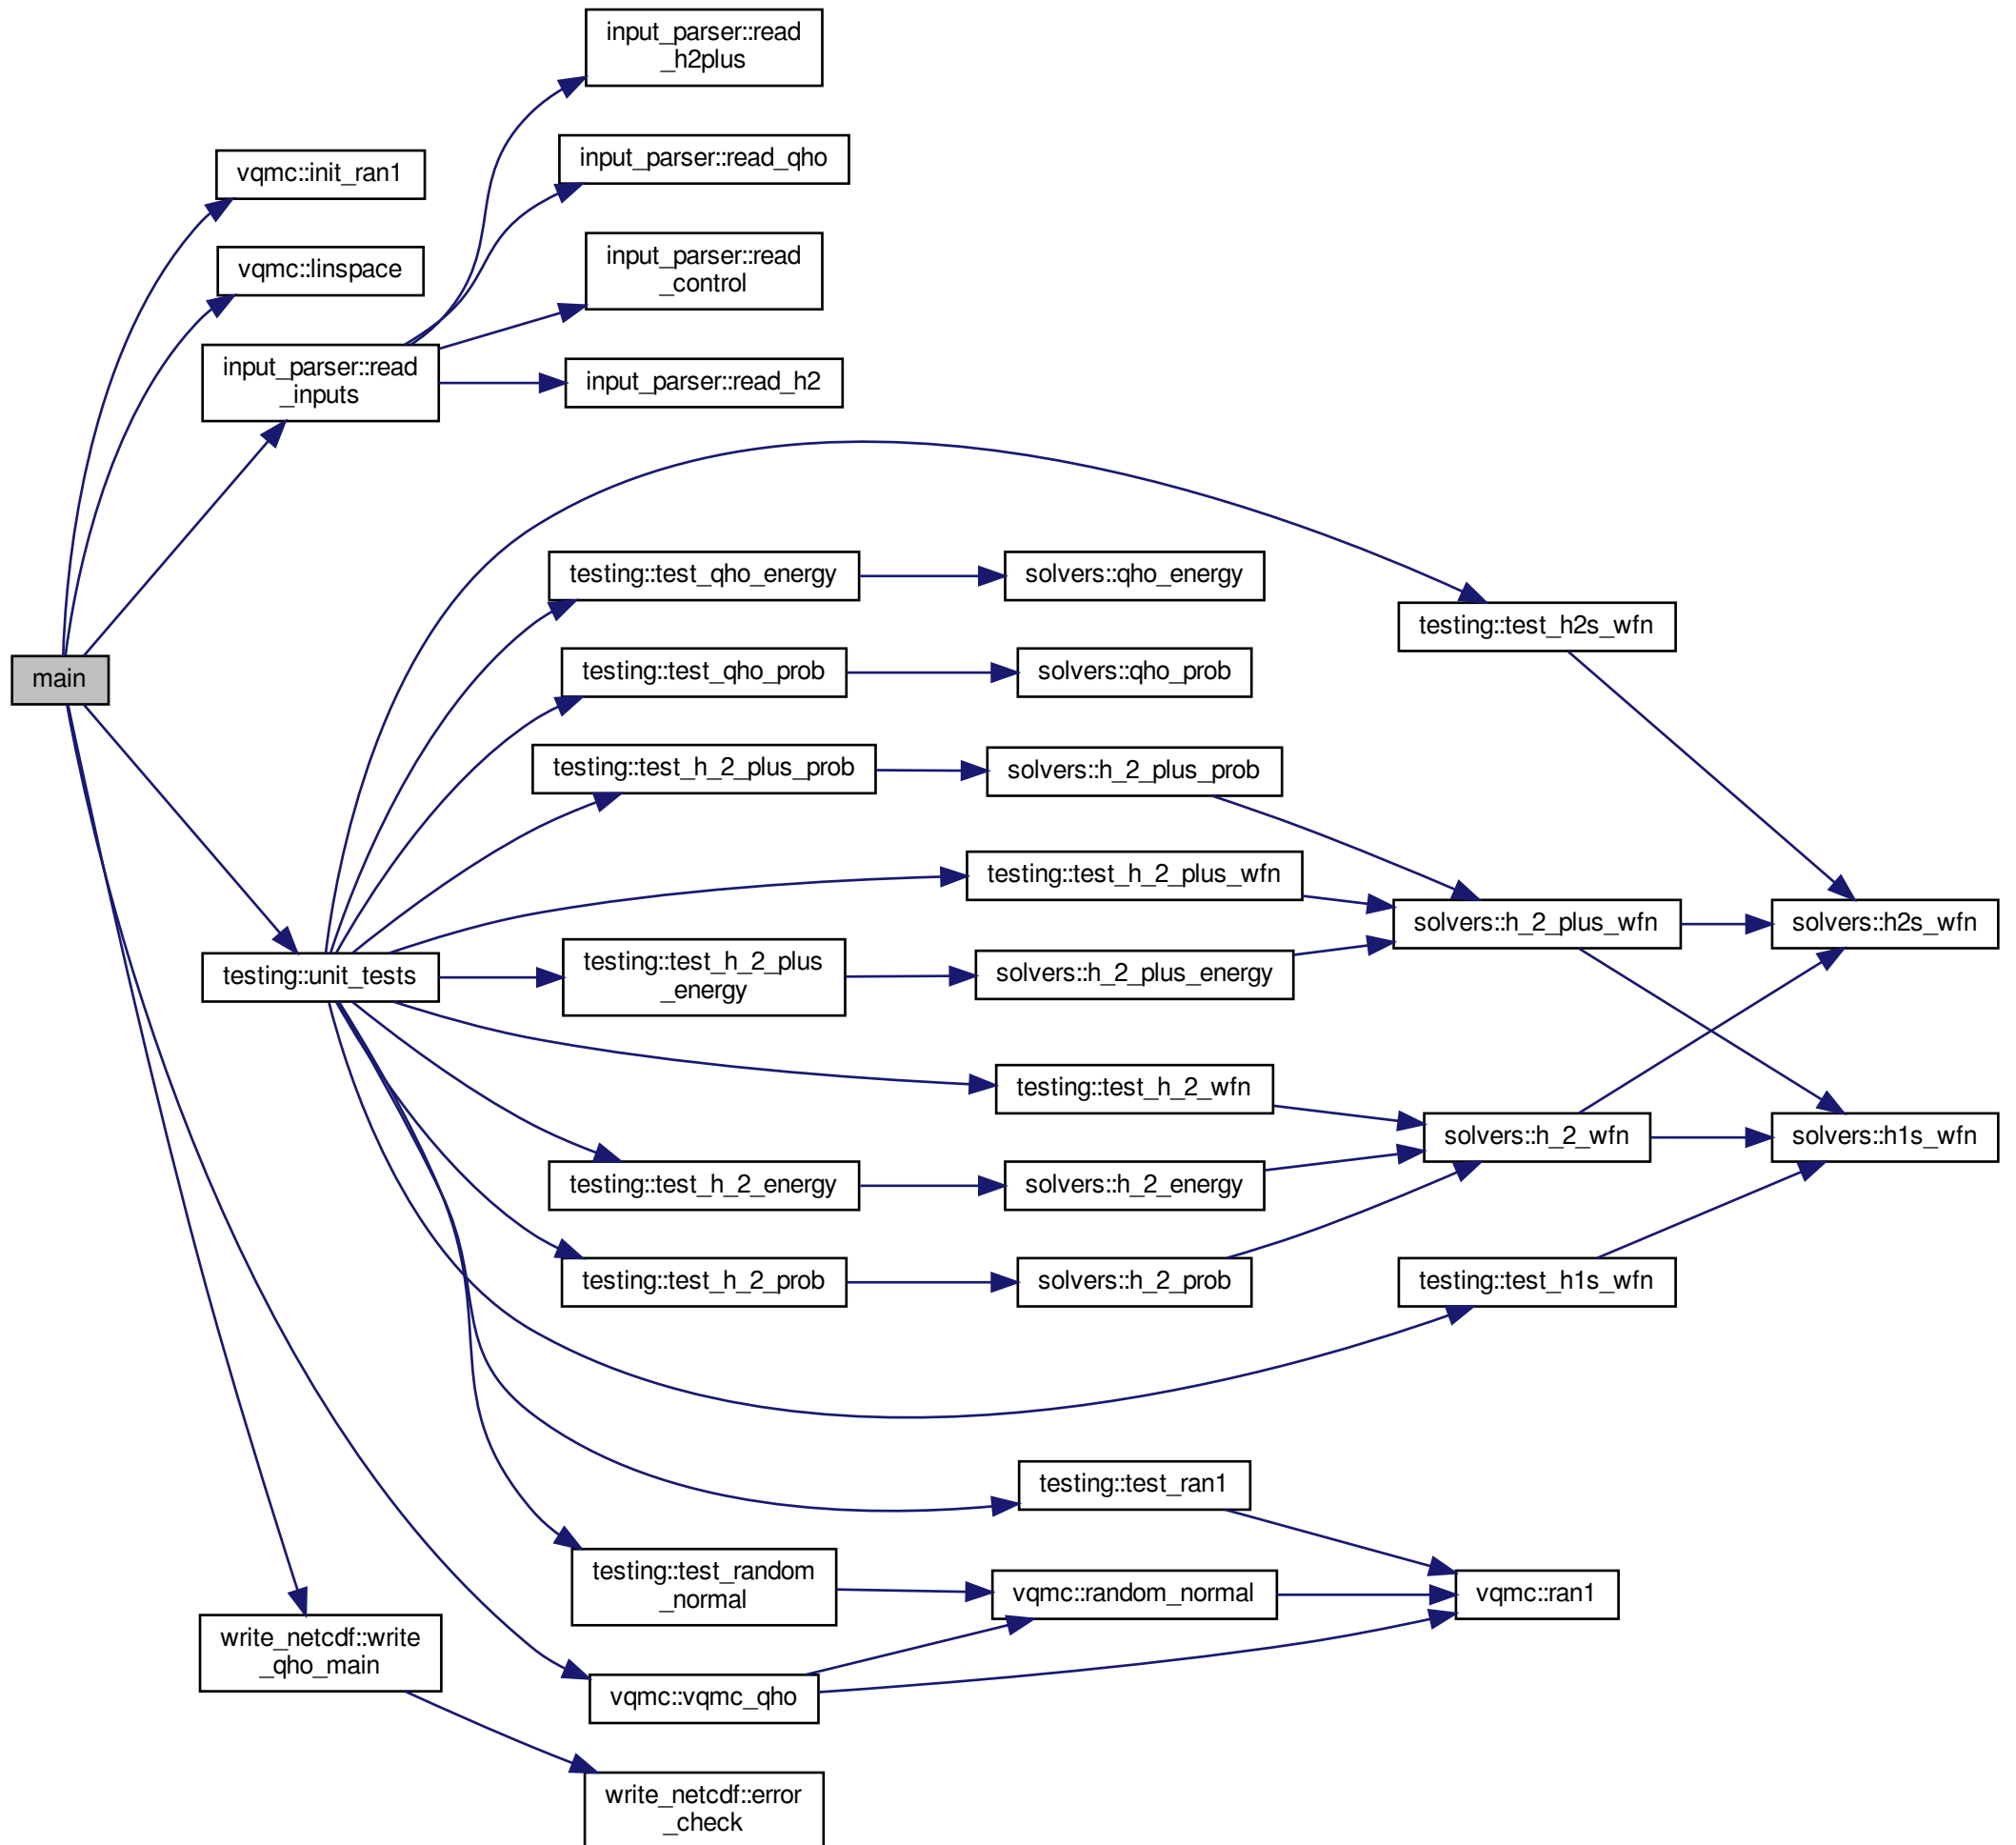 input_parser::read
_h2plus
input_parser::read_qho
vqmc::init_ran1
input_parser::read
_control
vqmc::linspace
input_parser::read
_inputs
input_parser::read_h2
testing::test_qho_energy
solvers::qho_energy
testing::test_h2s_wfn
main
testing::test_qho_prob
solvers::qho_prob
testing::test_h_2_plus_prob
solvers::h_2_plus_prob
testing::test_h_2_plus_wfn
solvers::h_2_plus_wfn
solvers::h2s_wfn
testing::unit_tests
testing::test_h_2_plus
_energy
solvers::h_2_plus_energy
testing::test_h_2_wfn
solvers::h_2_wfn
solvers::h1s_wfn
testing::test_h_2_energy
solvers::h_2_energy
testing::test_h_2_prob
solvers::h_2_prob
testing::test_h1s_wfn
testing::test_ran1
testing::test_random
_normal
vqmc::random_normal
vqmc::ran1
write_netcdf::write
_qho_main
vqmc::vqmc_qho
write_netcdf::error
_check